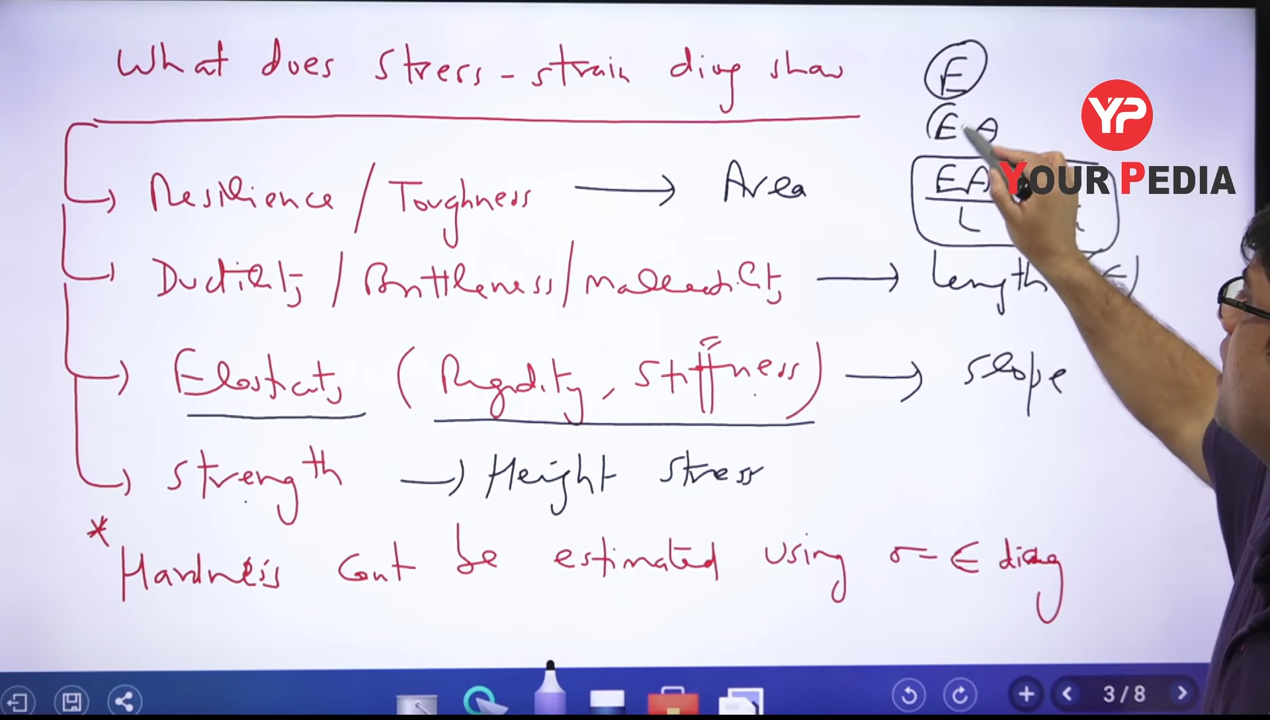 What does stress - strain diag show
E
EA
YP
YOUR PEDIA
Resilience / Toughness → Area
EA
L
Ductility / Brittleness / Malleability → length (ϵ)
Elasticity (Rigidity, Stiffness) → slope
Strength → Height stress
* Hardness cant be estimated using σ - ϵ diag
3/8